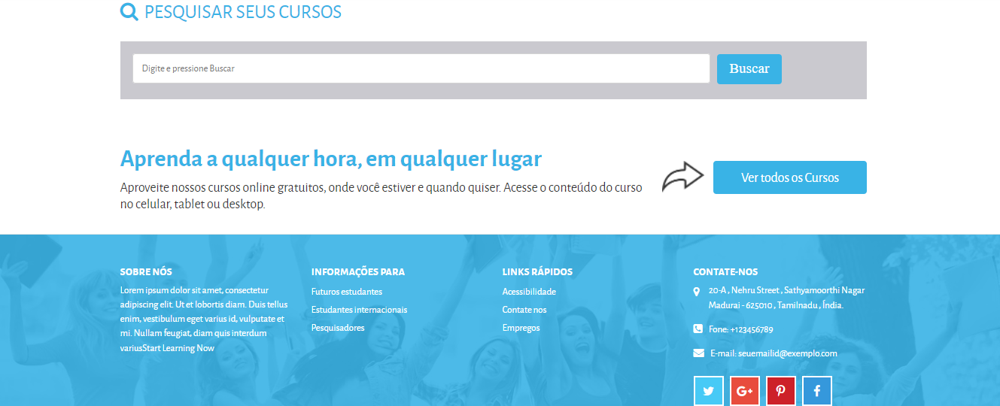 PESQUISAR SEUS CURSOS
Digite e pressione Buscar
Buscar
Aprenda a qualquer hora, em qualquer lugar
Aproveite nossos cursos online gratuitos, onde você estiver e quando quiser. Acesse o conteúdo do curso
no celular, tablet ou desktop.
Ver todos os Cursos
SOBRE NÓS
Lorem ipsum dolor sit amet, consectetur
adipiscing elit. Ut et lobortis diam. Duis tellus
enim, vestibulum eget varius id, vulputate et
mi. Nullam feugiat, diam quis interdum
variusStart Learning Now
INFORMAÇÕES PARA
Futuros estudantes
Estudantes internacionais
Pesquisadores
LINKS RÁPIDOS
Acessibilidade
Contate nos
Empregos
CONTATE-NOS
20-A , Nehru Street , Sathyamoorthi Nagar
Madurai - 625010 , Tamilnadu , Índia.
Fone: +123456789
E-mail: seuemailid@exemplo.com